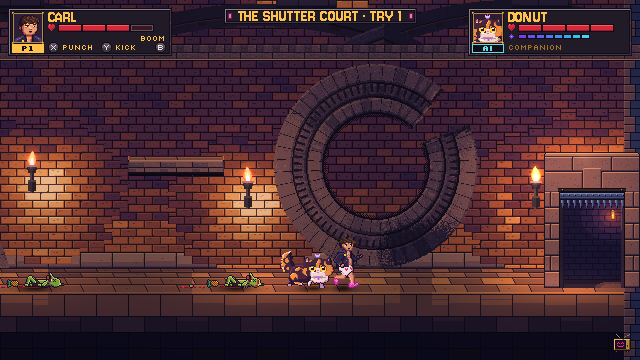 CARL
P1
X PUNCH Y KICK B
BOOM
THE SHUTTER COURT · TRY 1
DONUT
AI
COMPANION